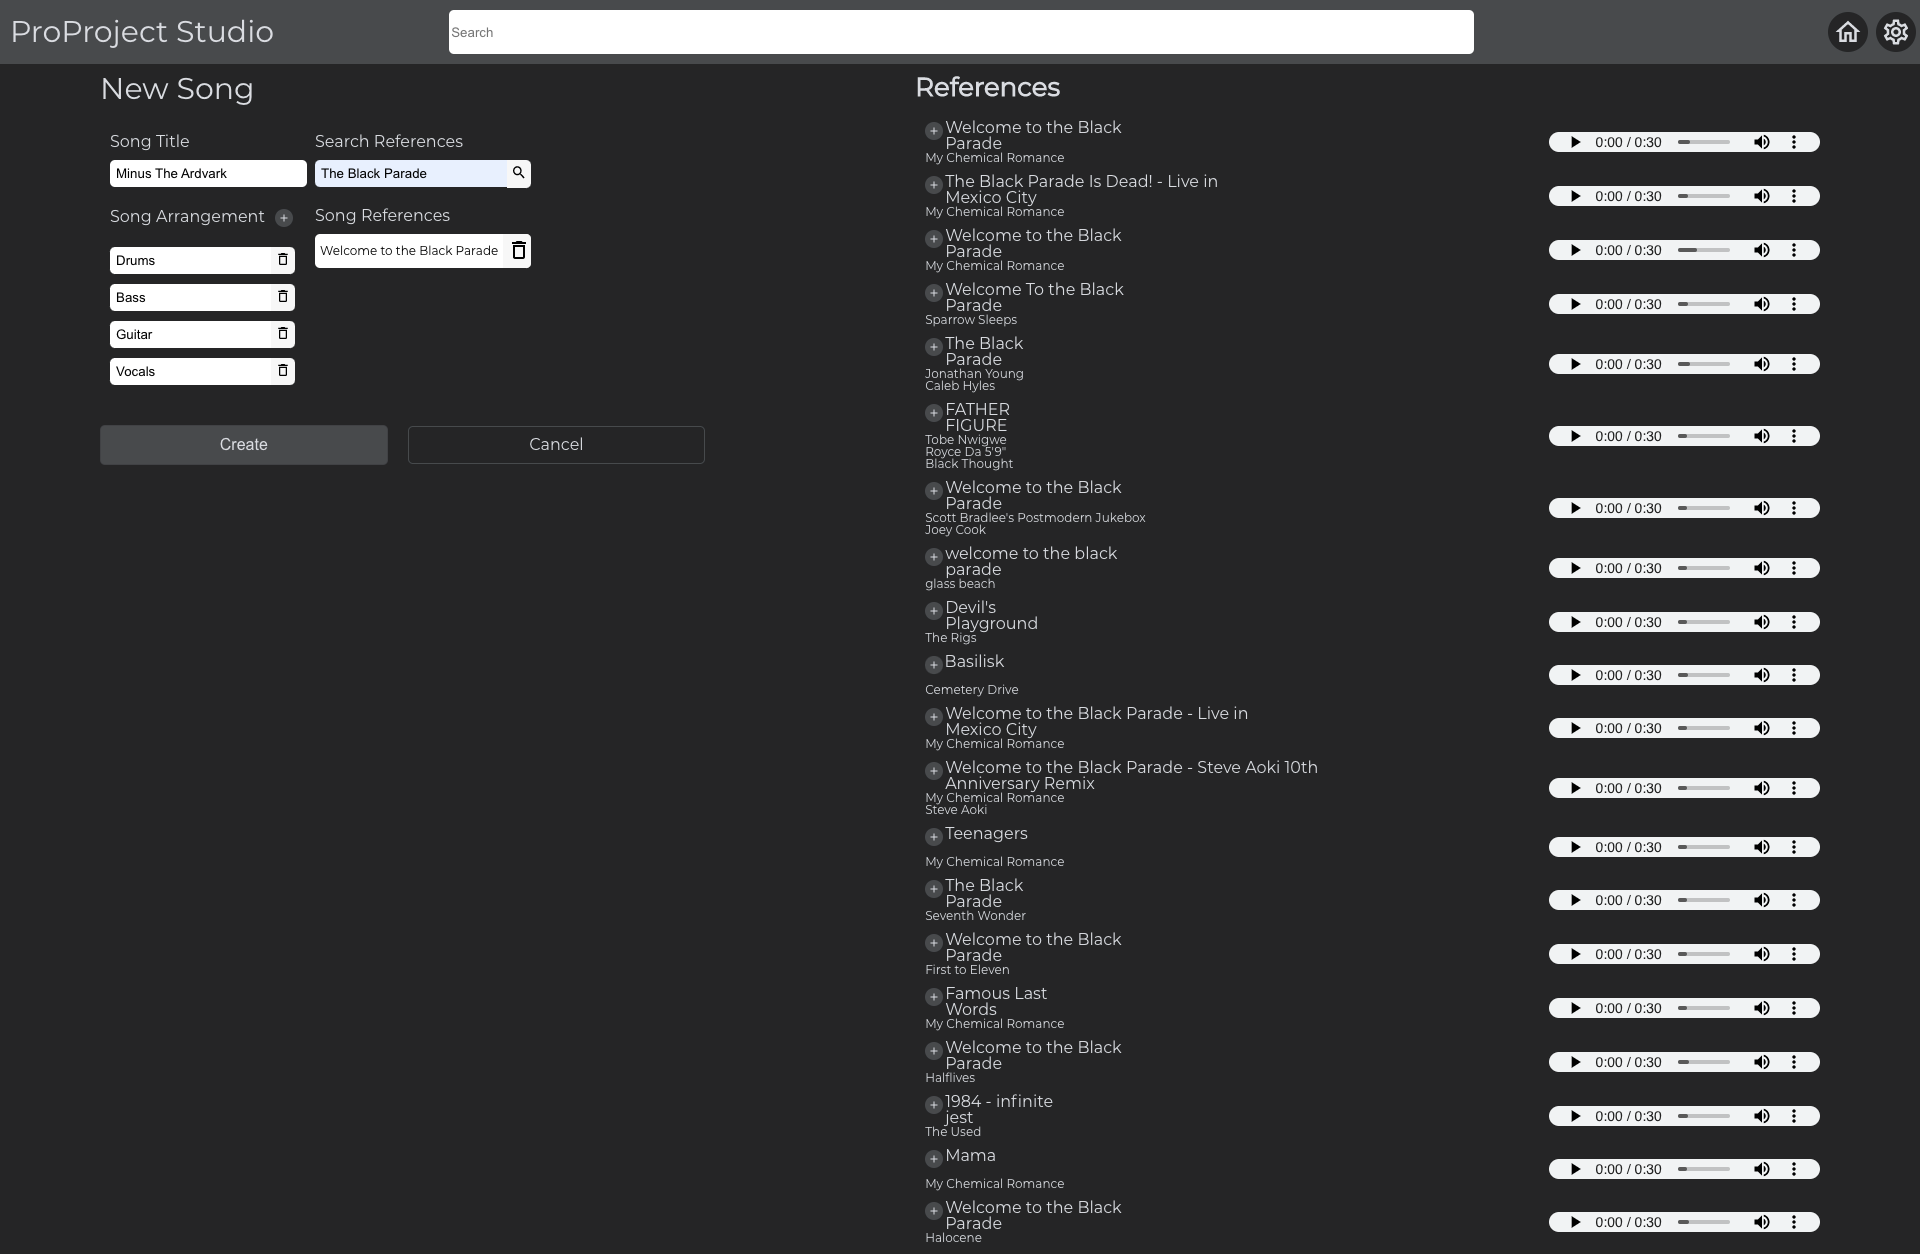 ProProject Studio
Search
New Song
Song Title
Search References
Minus The Ardvark
The Black Parade
Song Arrangement
Song References
Drums
Welcome to the Black Parade
Bass
Guitar
Vocals
Create
Cancel
References
Welcome to the Black
Parade
My Chemical Romance
0:00 / 0:30
The Black Parade Is Dead! - Live in
Mexico City
My Chemical Romance
0:00 / 0:30
Welcome to the Black
Parade
My Chemical Romance
0:00 / 0:30
Welcome To the Black
Parade
Sparrow Sleeps
0:00 / 0:30
The Black
Parade
Jonathan Young
Caleb Hyles
0:00 / 0:30
FATHER
FIGURE
Tobe Nwigwe
Royce Da 5'9"
Black Thought
0:00 / 0:30
Welcome to the Black
Parade
Scott Bradlee's Postmodern Jukebox
Joey Cook
0:00 / 0:30
welcome to the black
parade
glass beach
0:00 / 0:30
Devil's
Playground
The Rigs
0:00 / 0:30
Basilisk
Cemetery Drive
0:00 / 0:30
Welcome to the Black Parade - Live in
Mexico City
My Chemical Romance
0:00 / 0:30
Welcome to the Black Parade - Steve Aoki 10th
Anniversary Remix
My Chemical Romance
Steve Aoki
0:00 / 0:30
Teenagers
My Chemical Romance
0:00 / 0:30
The Black
Parade
Seventh Wonder
0:00 / 0:30
Welcome to the Black
Parade
First to Eleven
0:00 / 0:30
Famous Last
Words
My Chemical Romance
0:00 / 0:30
Welcome to the Black
Parade
Halflives
0:00 / 0:30
1984 - infinite
jest
The Used
0:00 / 0:30
Mama
My Chemical Romance
0:00 / 0:30
Welcome to the Black
Parade
Halocene
0:00 / 0:30